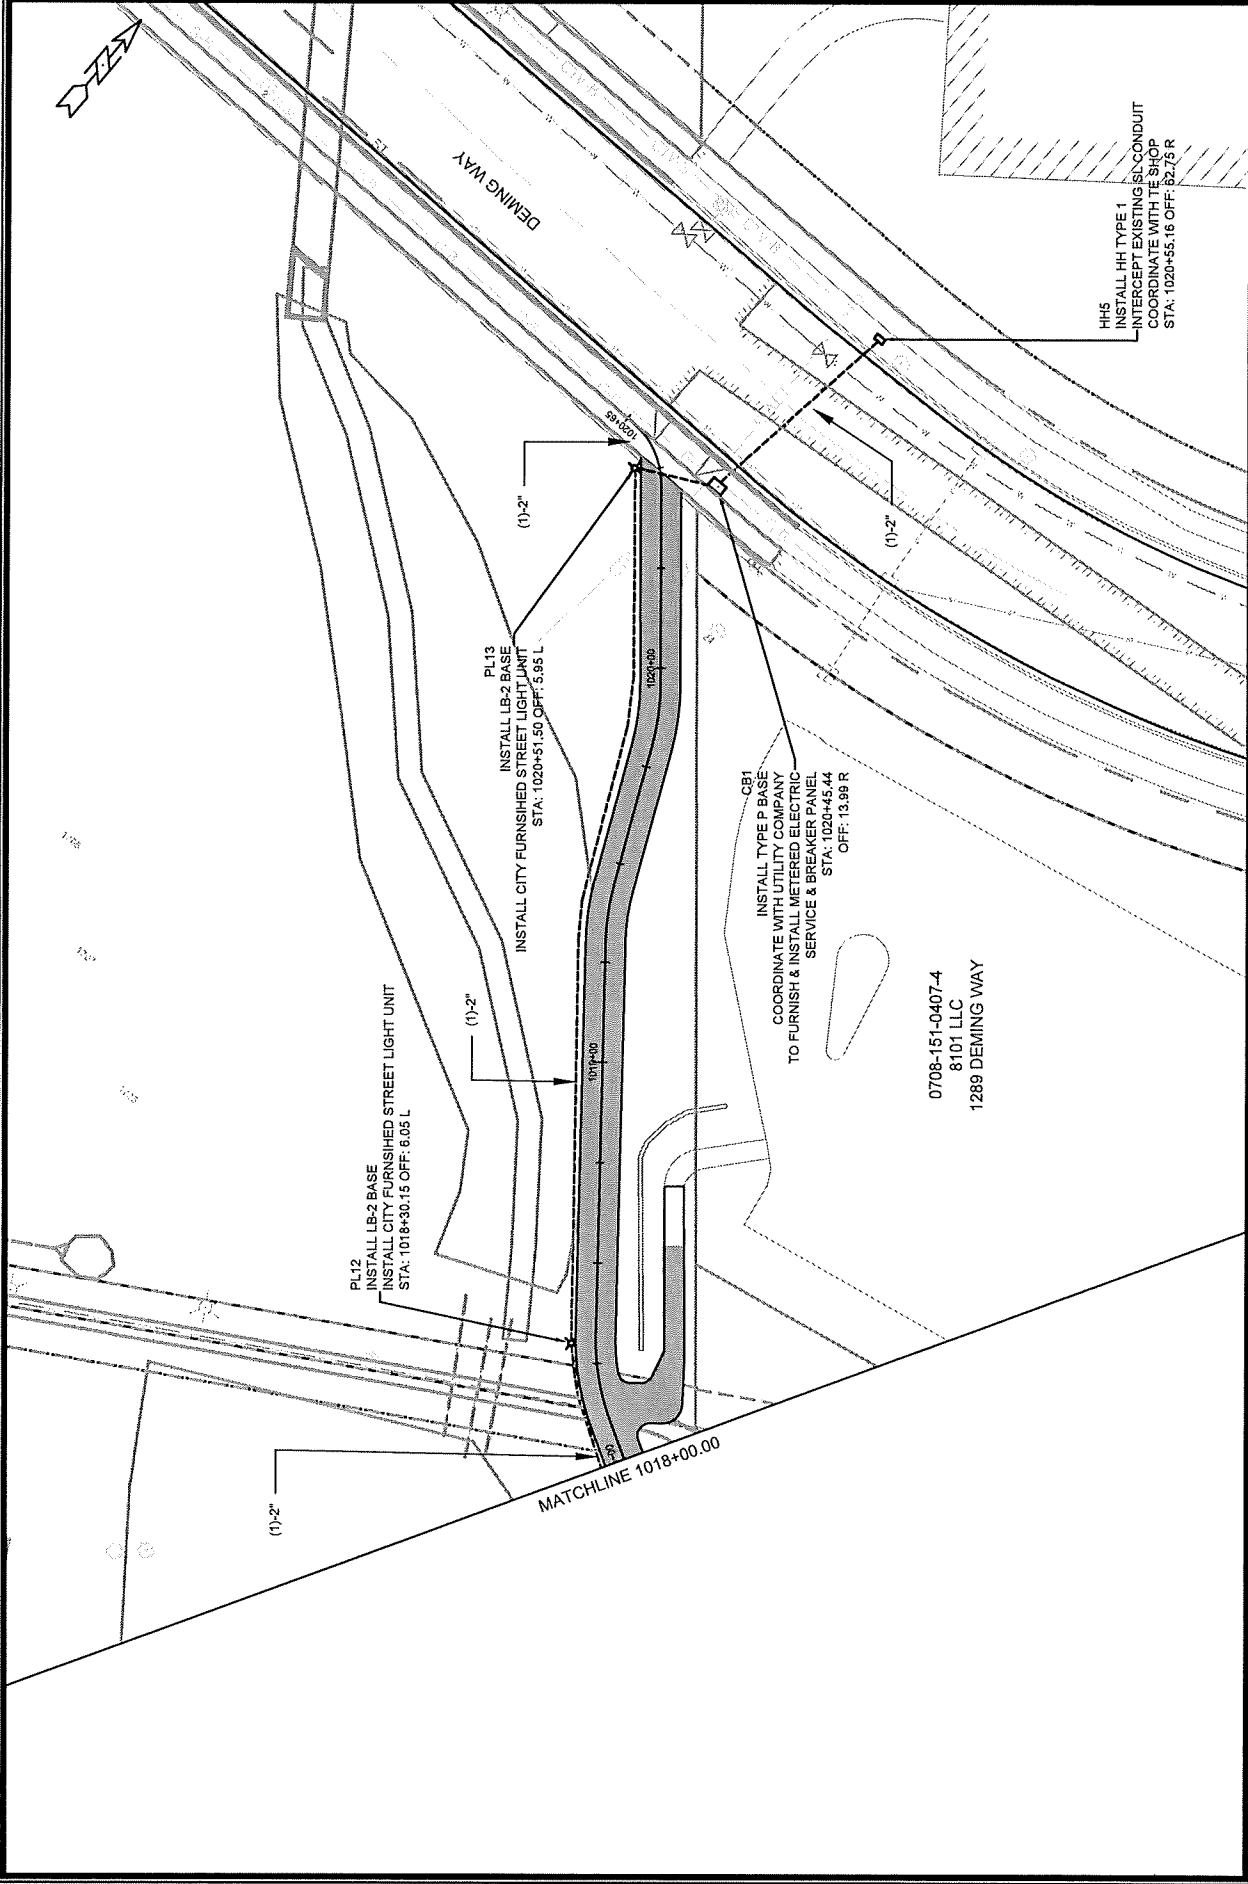 DEMING WAY
HH5
INSTALL HH TYPE 1
INTERCEPT EXISTING SL CONDUIT
COORDINATE WITH TE SHOP
STA: 1020+55.16 OFF: 62.75 R
1020+65
(1)-2"
(1)-2"
PL13
INSTALL LB-2 BASE
INSTALL CITY FURNSIHED STREET LIGHT UNIT
STA: 1020+51.50 OFF: 5.95 L
1020+00
CB1
INSTALL TYPE P BASE
COORDINATE WITH UTILITY COMPANY
TO FURNISH & INSTALL METERED ELECTRIC
SERVICE & BREAKER PANEL
STA: 1020+45.44
OFF: 13.99 R
(1)-2"
1019+00
PL12
INSTALL LB-2 BASE
INSTALL CITY FURNSIHED STREET LIGHT UNIT
STA: 1018+30.15 OFF: 6.05 L
0708-151-0407-4
8101 LLC
1289 DEMING WAY
(1)-2"
MATCHLINE 1018+00.00